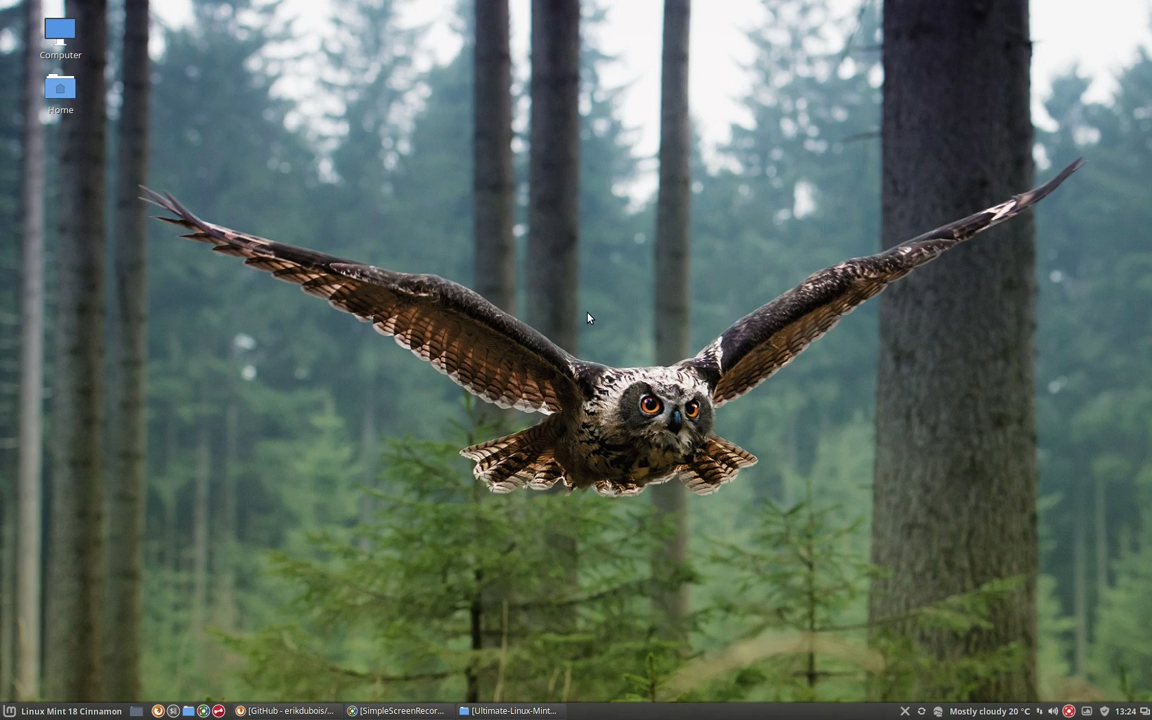 Computer
Home
Linux Mint 18 Cinnamon
[GitHub - erikdubois/...
[SimpleScreenRecor...
[Ultimate-Linux-Mint...
Mostly cloudy 20 °C
13:24